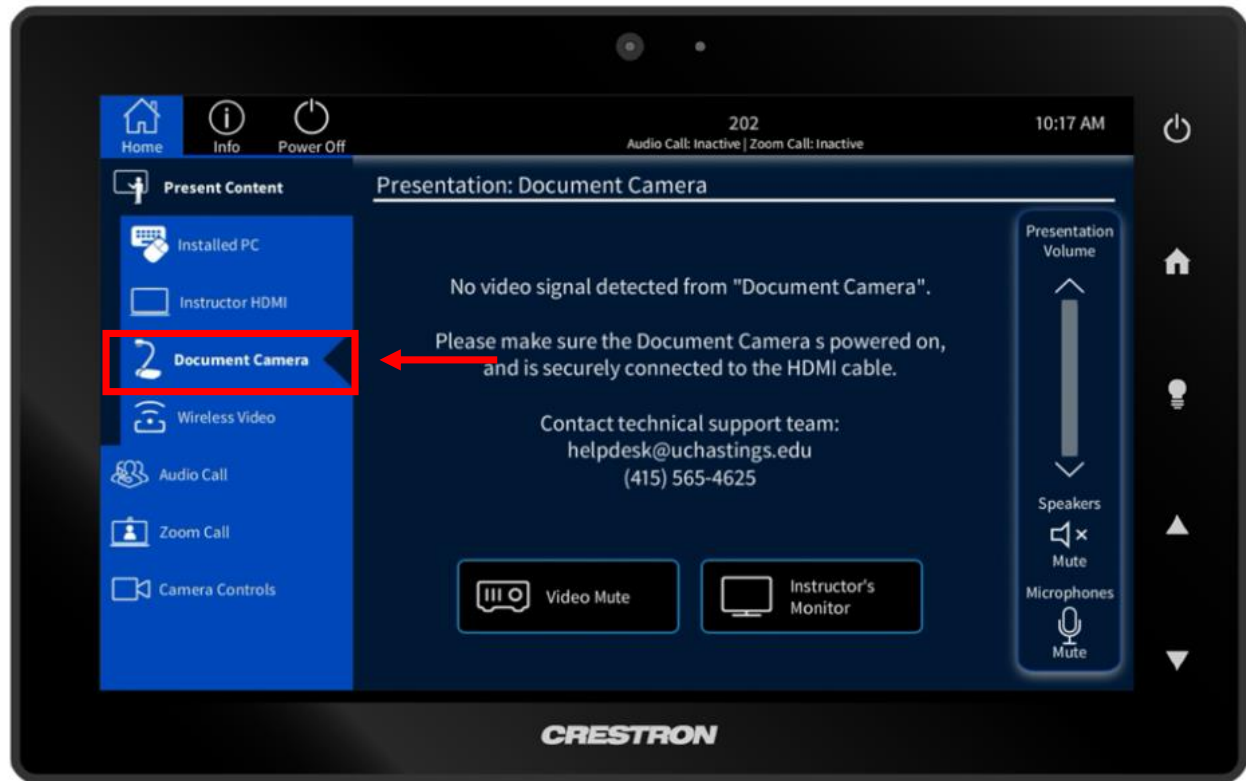 Home
Info
Power Off
202
Audio Call: Inactive | Zoom Call: Inactive
10:17 AM
Present Content
Installed PC
Instructor HDMI
Document Camera
Wireless Video
Audio Call
Zoom Call
Camera Controls
Presentation: Document Camera
No video signal detected from "Document Camera".
Please make sure the Document Camera s powered on,
and is securely connected to the HDMI cable.
Contact technical support team:
helpdesk@uchastings.edu
(415) 565-4625
Video Mute
Instructor's
Monitor
Presentation
Volume
Speakers
Mute
Microphones
Mute
CRESTRON